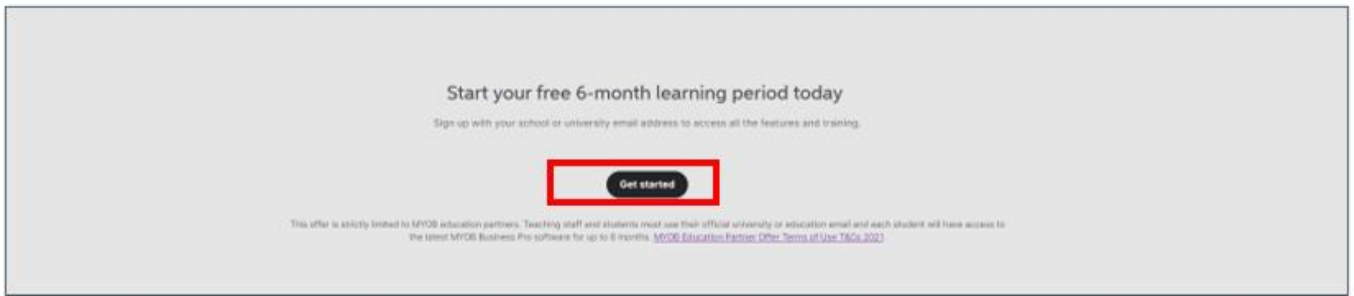 Start your free 6-month learning period today
Sign up with your school or university email address to access all the features and training.
Get started
This offer is strictly limited to MYOB education partners. Teaching staff and students must use their official university or education email and each student will have access to
the latest MYOB Business Pro software for up to 6 months. MYOB Education Partner Offer Terms of Use T&Cs 2021